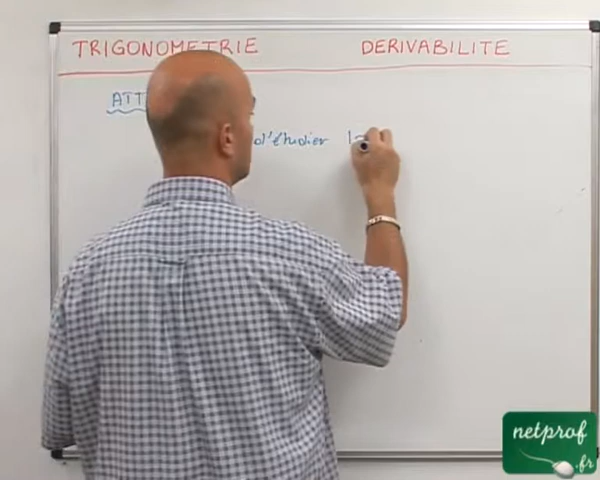 TRIGONOMETRIE DERIVABILITE
ATT
d'étudier l
netprof
.fr